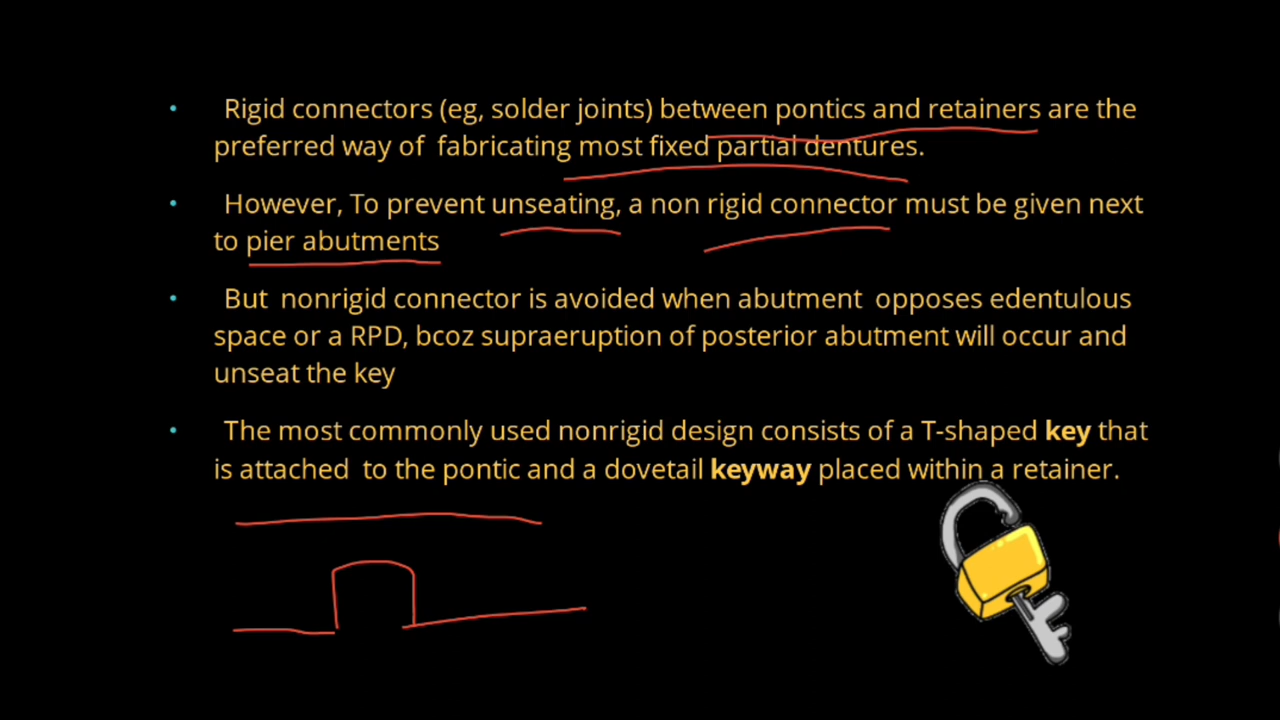 • Rigid connectors (eg, solder joints) between pontics and retainers are the
preferred way of fabricating most fixed partial dentures.
• However, To prevent unseating, a non rigid connector must be given next
to pier abutments
• But nonrigid connector is avoided when abutment opposes edentulous
space or a RPD, bcoz supraeruption of posterior abutment will occur and
unseat the key
• The most commonly used nonrigid design consists of a T-shaped key that
is attached to the pontic and a dovetail keyway placed within a retainer.